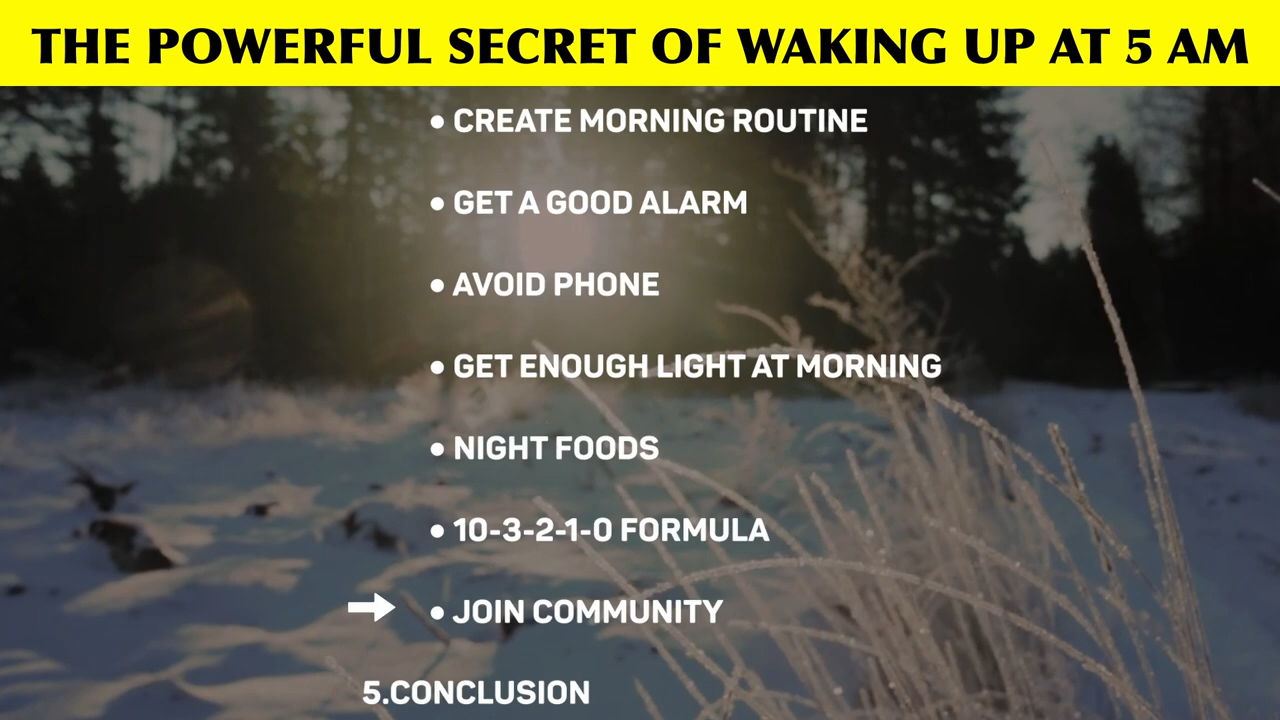 THE POWERFUL SECRET OF WAKING UP AT 5 AM
• CREATE MORNING ROUTINE
• GET A GOOD ALARM
• AVOID PHONE
• GET ENOUGH LIGHT AT MORNING
• NIGHT FOODS
• 10-3-2-1-0 FORMULA
• JOIN COMMUNITY
5.CONCLUSION